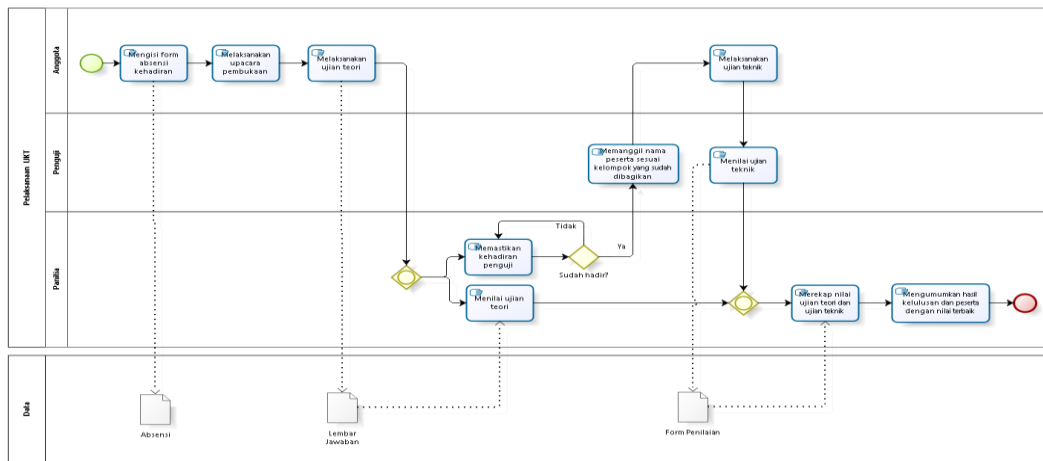 Pelaksanaan UKT
Anggota
Mengisi form
absensi
kehadiran
Melaksanakan
upacara
pembukaan
Melaksanakan
ujian teori
Melaksanakan
ujian teknik
Penguji
Memanggil nama
peserta sesuai
kelompok yang sudah
dibagikan
Menilai ujian
teknik
Panitia
Memastikan
kehadiran
penguji
Tidak
Ya
Sudah hadir?
Menilai ujian
teori
Merekap nilai
ujian teori dan
ujian teknik
Mengumumkan hasil
kelulusan dan peserta
dengan nilai terbaik
Data
Absensi
Lembar
Jawaban
Form Penilaian